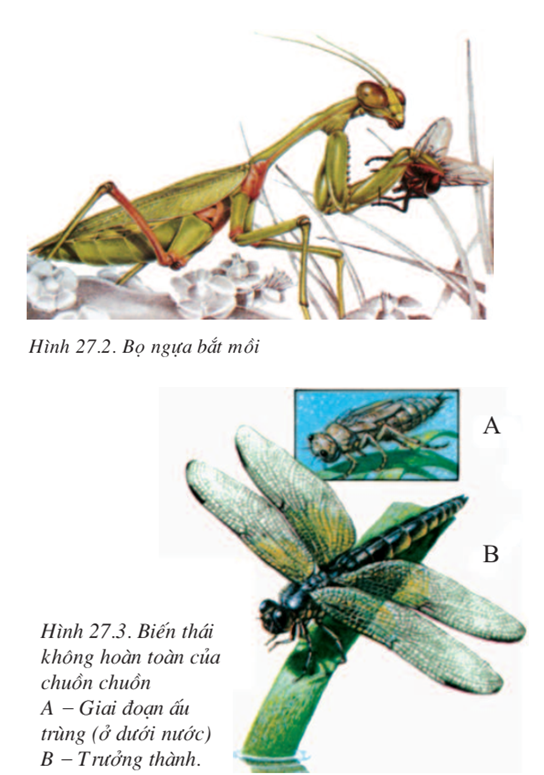 Hình 27.2. Bọ ngựa bắt mồi
A
B
Hình 27.3. Biến thái
không hoàn toàn của
chuồn chuồn
A – Giai đoạn ấu
trùng (ở dưới nước)
B – Trưởng thành.